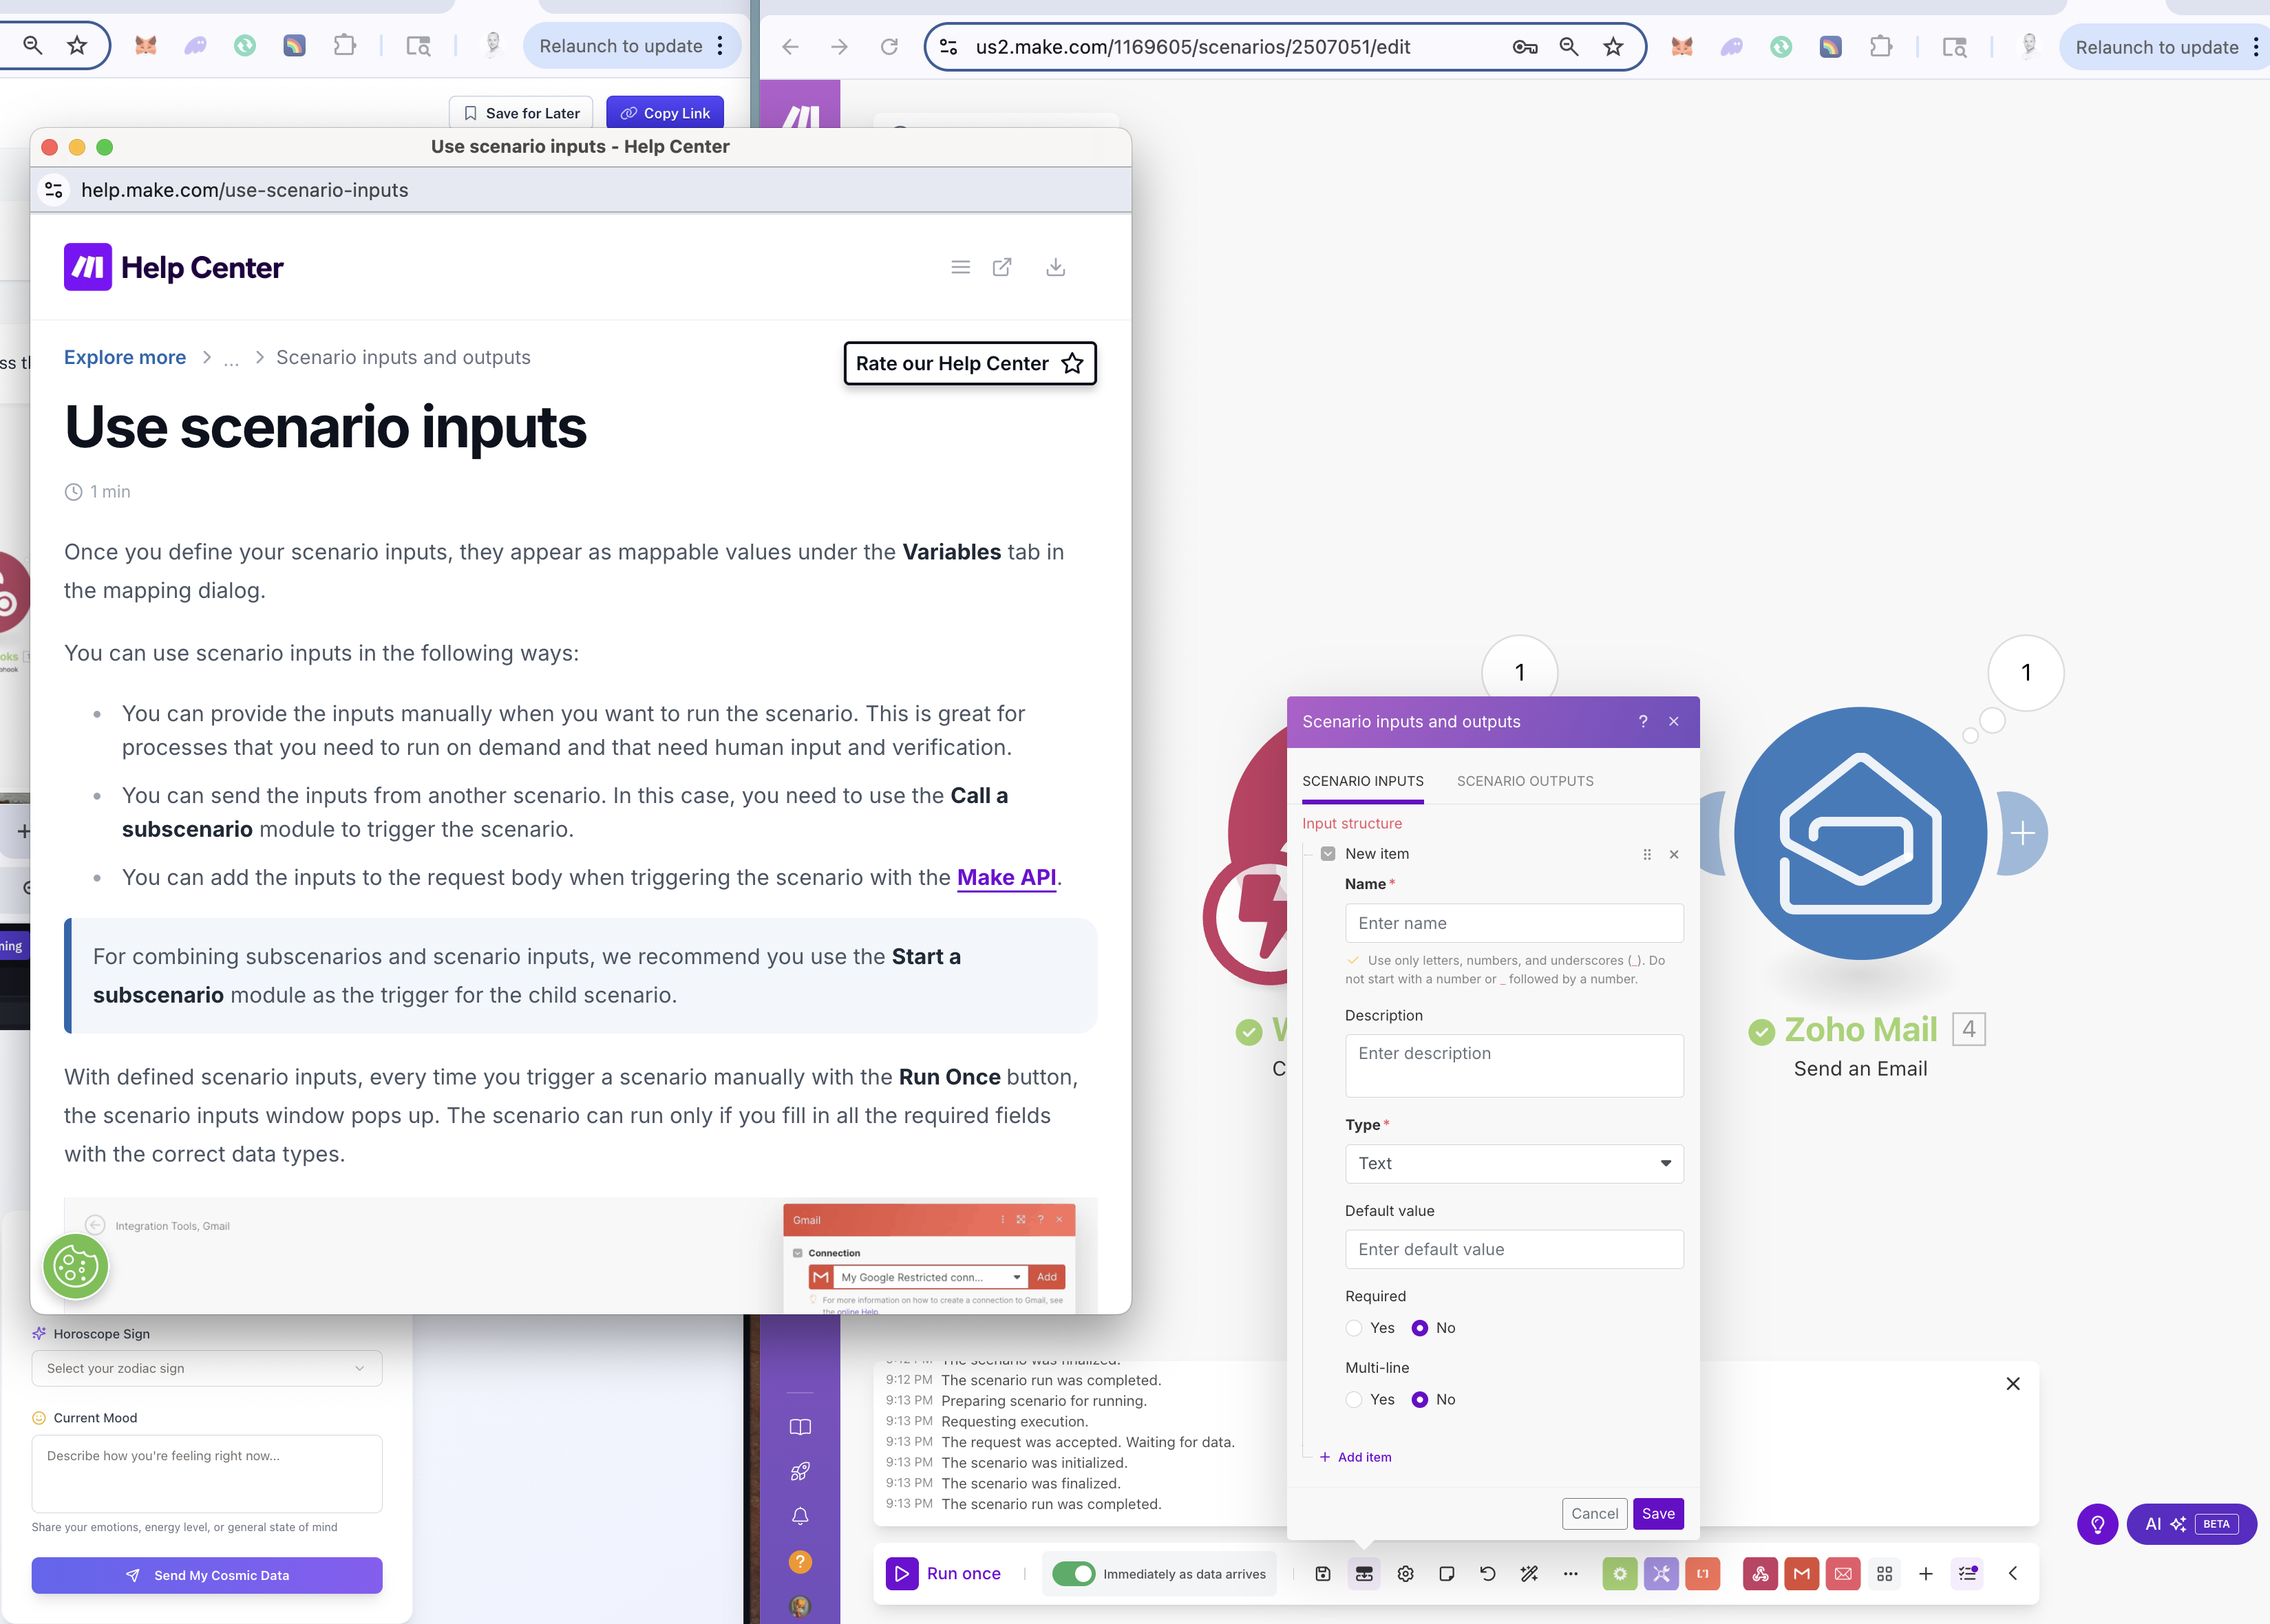 Relaunch to update
us2.make.com/1169605/scenarios/2507051/edit
Relaunch to update
Save for Later
Copy Link
Use scenario inputs - Help Center
help.make.com/use-scenario-inputs
Help Center
Explore more > ... > Scenario inputs and outputs
Rate our Help Center
Use scenario inputs
1 min
Once you define your scenario inputs, they appear as mappable values under the Variables tab in
the mapping dialog.
You can use scenario inputs in the following ways:
• You can provide the inputs manually when you want to run the scenario. This is great for
processes that you need to run on demand and that need human input and verification.
• You can send the inputs from another scenario. In this case, you need to use the Call a
subscenario module to trigger the scenario.
• You can add the inputs to the request body when triggering the scenario with the Make API.
For combining subscenarios and scenario inputs, we recommend you use the Start a
subscenario module as the trigger for the child scenario.
With defined scenario inputs, every time you trigger a scenario manually with the Run Once button,
the scenario inputs window pops up. The scenario can run only if you fill in all the required fields
with the correct data types.
Integration Tools, Gmail
Gmail
?
Connection
My Google Restricted conn...
Add
For more information on how to create a connection to Gmail, see
the online Help.
Horoscope Sign
Select your zodiac sign
Current Mood
Describe how you're feeling right now...
Share your emotions, energy level, or general state of mind
Send My Cosmic Data
1
1
Scenario inputs and outputs
?
SCENARIO INPUTS
SCENARIO OUTPUTS
Input structure
New item
Name*
Enter name
Use only letters, numbers, and underscores (_). Do
not start with a number or _ followed by a number.
Description
Enter description
Type*
Text
Default value
Enter default value
Required
Yes
No
Multi-line
Yes
No
+ Add item
Cancel
Save
Zoho Mail 4
Send an Email
The scenario was finalized.
9:12 PM The scenario run was completed.
9:13 PM Preparing scenario for running.
9:13 PM Requesting execution.
9:13 PM The request was accepted. Waiting for data.
9:13 PM The scenario was initialized.
9:13 PM The scenario was finalized.
9:13 PM The scenario run was completed.
AI BETA
?
Run once
Immediately as data arrives